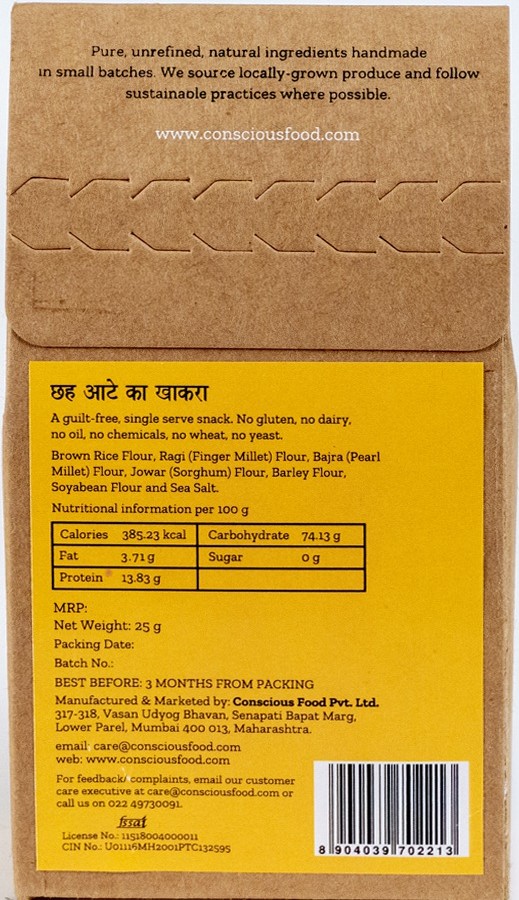 Pure, unrefined, natural ingredients handmade
in small batches. We source locally-grown produce and follow
sustainable practices where possible.
www.consciousfood.com
छह आटे का खाकरा
A guilt-free, single serve snack. No gluten, no dairy,
no oil, no chemicals, no wheat, no yeast.
Brown Rice Flour, Ragi (Finger Millet) Flour, Bajra (Pearl
Millet) Flour, Jowar (Sorghum) Flour, Barley Flour,
Soyabean Flour and Sea Salt.
Nutritional information per 100 g
Calories 385.23 kcal Carbohydrate 74.13 g
Fat 3.71 g Sugar 0 g
Protein 13.83 g
MRP:
Net Weight: 25 g
Packing Date:
Batch No.:
BEST BEFORE: 3 MONTHS FROM PACKING
Manufactured & Marketed by: Conscious Food Pvt. Ltd.
317-318, Vasan Udyog Bhavan, Senapati Bapat Marg,
Lower Parel, Mumbai 400 013, Maharashtra.
email: care@consciousfood.com
web: www.consciousfood.com
For feedback/complaints, email our customer
care executive at care@consciousfood.com or
call us on 022 49730091.
fssai
License No.: 11518004000011
CIN No.: U01116MH2001PTC132595
8 904039 702213